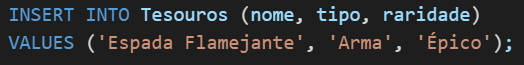 INSERT INTO Tesouros (nome, tipo, raridade)
VALUES ('Espada Flamejante', 'Arma', 'Épico');